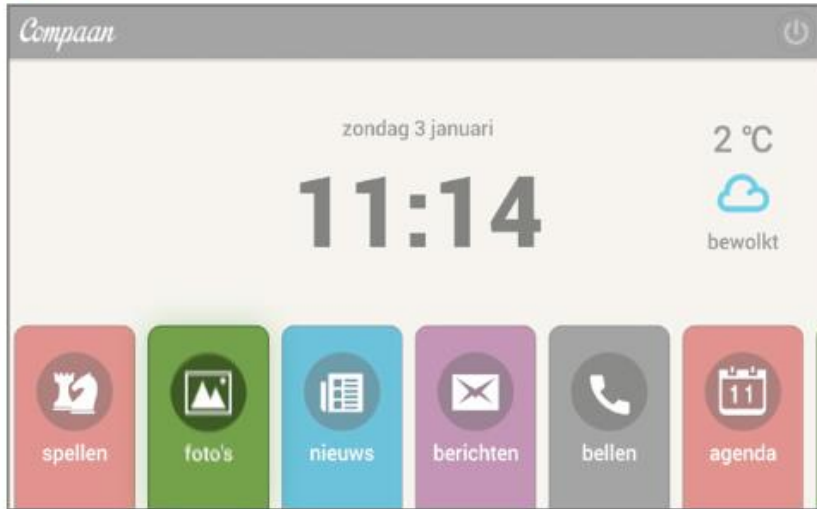 Compaan
zondag 3 januari
11:14
2 °C
bewolkt
11
spellen
foto's
nieuws
berichten
bellen
agenda